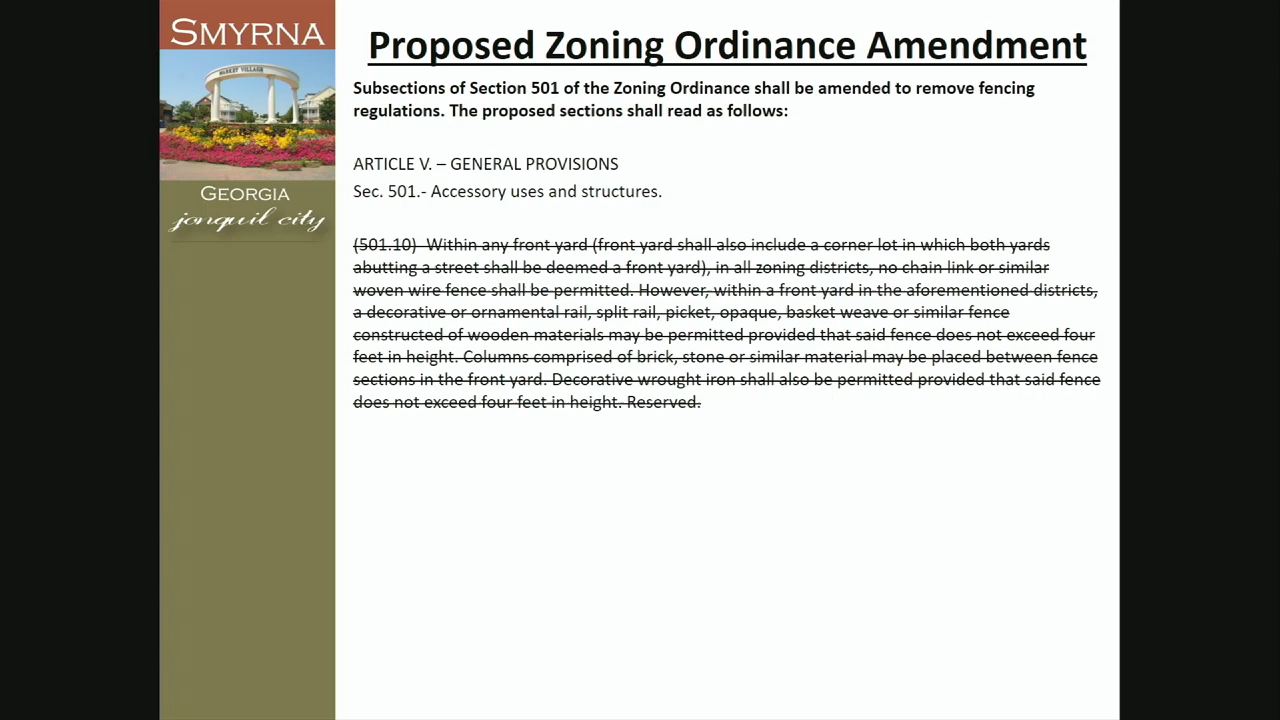 SMYRNA
MARKET VILLAGE
GEORGIA
jonquil city
Proposed Zoning Ordinance Amendment
Subsections of Section 501 of the Zoning Ordinance shall be amended to remove fencing
regulations. The proposed sections shall read as follows:
ARTICLE V. – GENERAL PROVISIONS
Sec. 501.- Accessory uses and structures.
(501.10)  Within any front yard (front yard shall also include a corner lot in which both yards
abutting a street shall be deemed a front yard), in all zoning districts, no chain link or similar
woven wire fence shall be permitted. However, within a front yard in the aforementioned districts,
a decorative or ornamental rail, split rail, picket, opaque, basket weave or similar fence
constructed of wooden materials may be permitted provided that said fence does not exceed four
feet in height. Columns comprised of brick, stone or similar material may be placed between fence
sections in the front yard. Decorative wrought iron shall also be permitted provided that said fence
does not exceed four feet in height. Reserved.